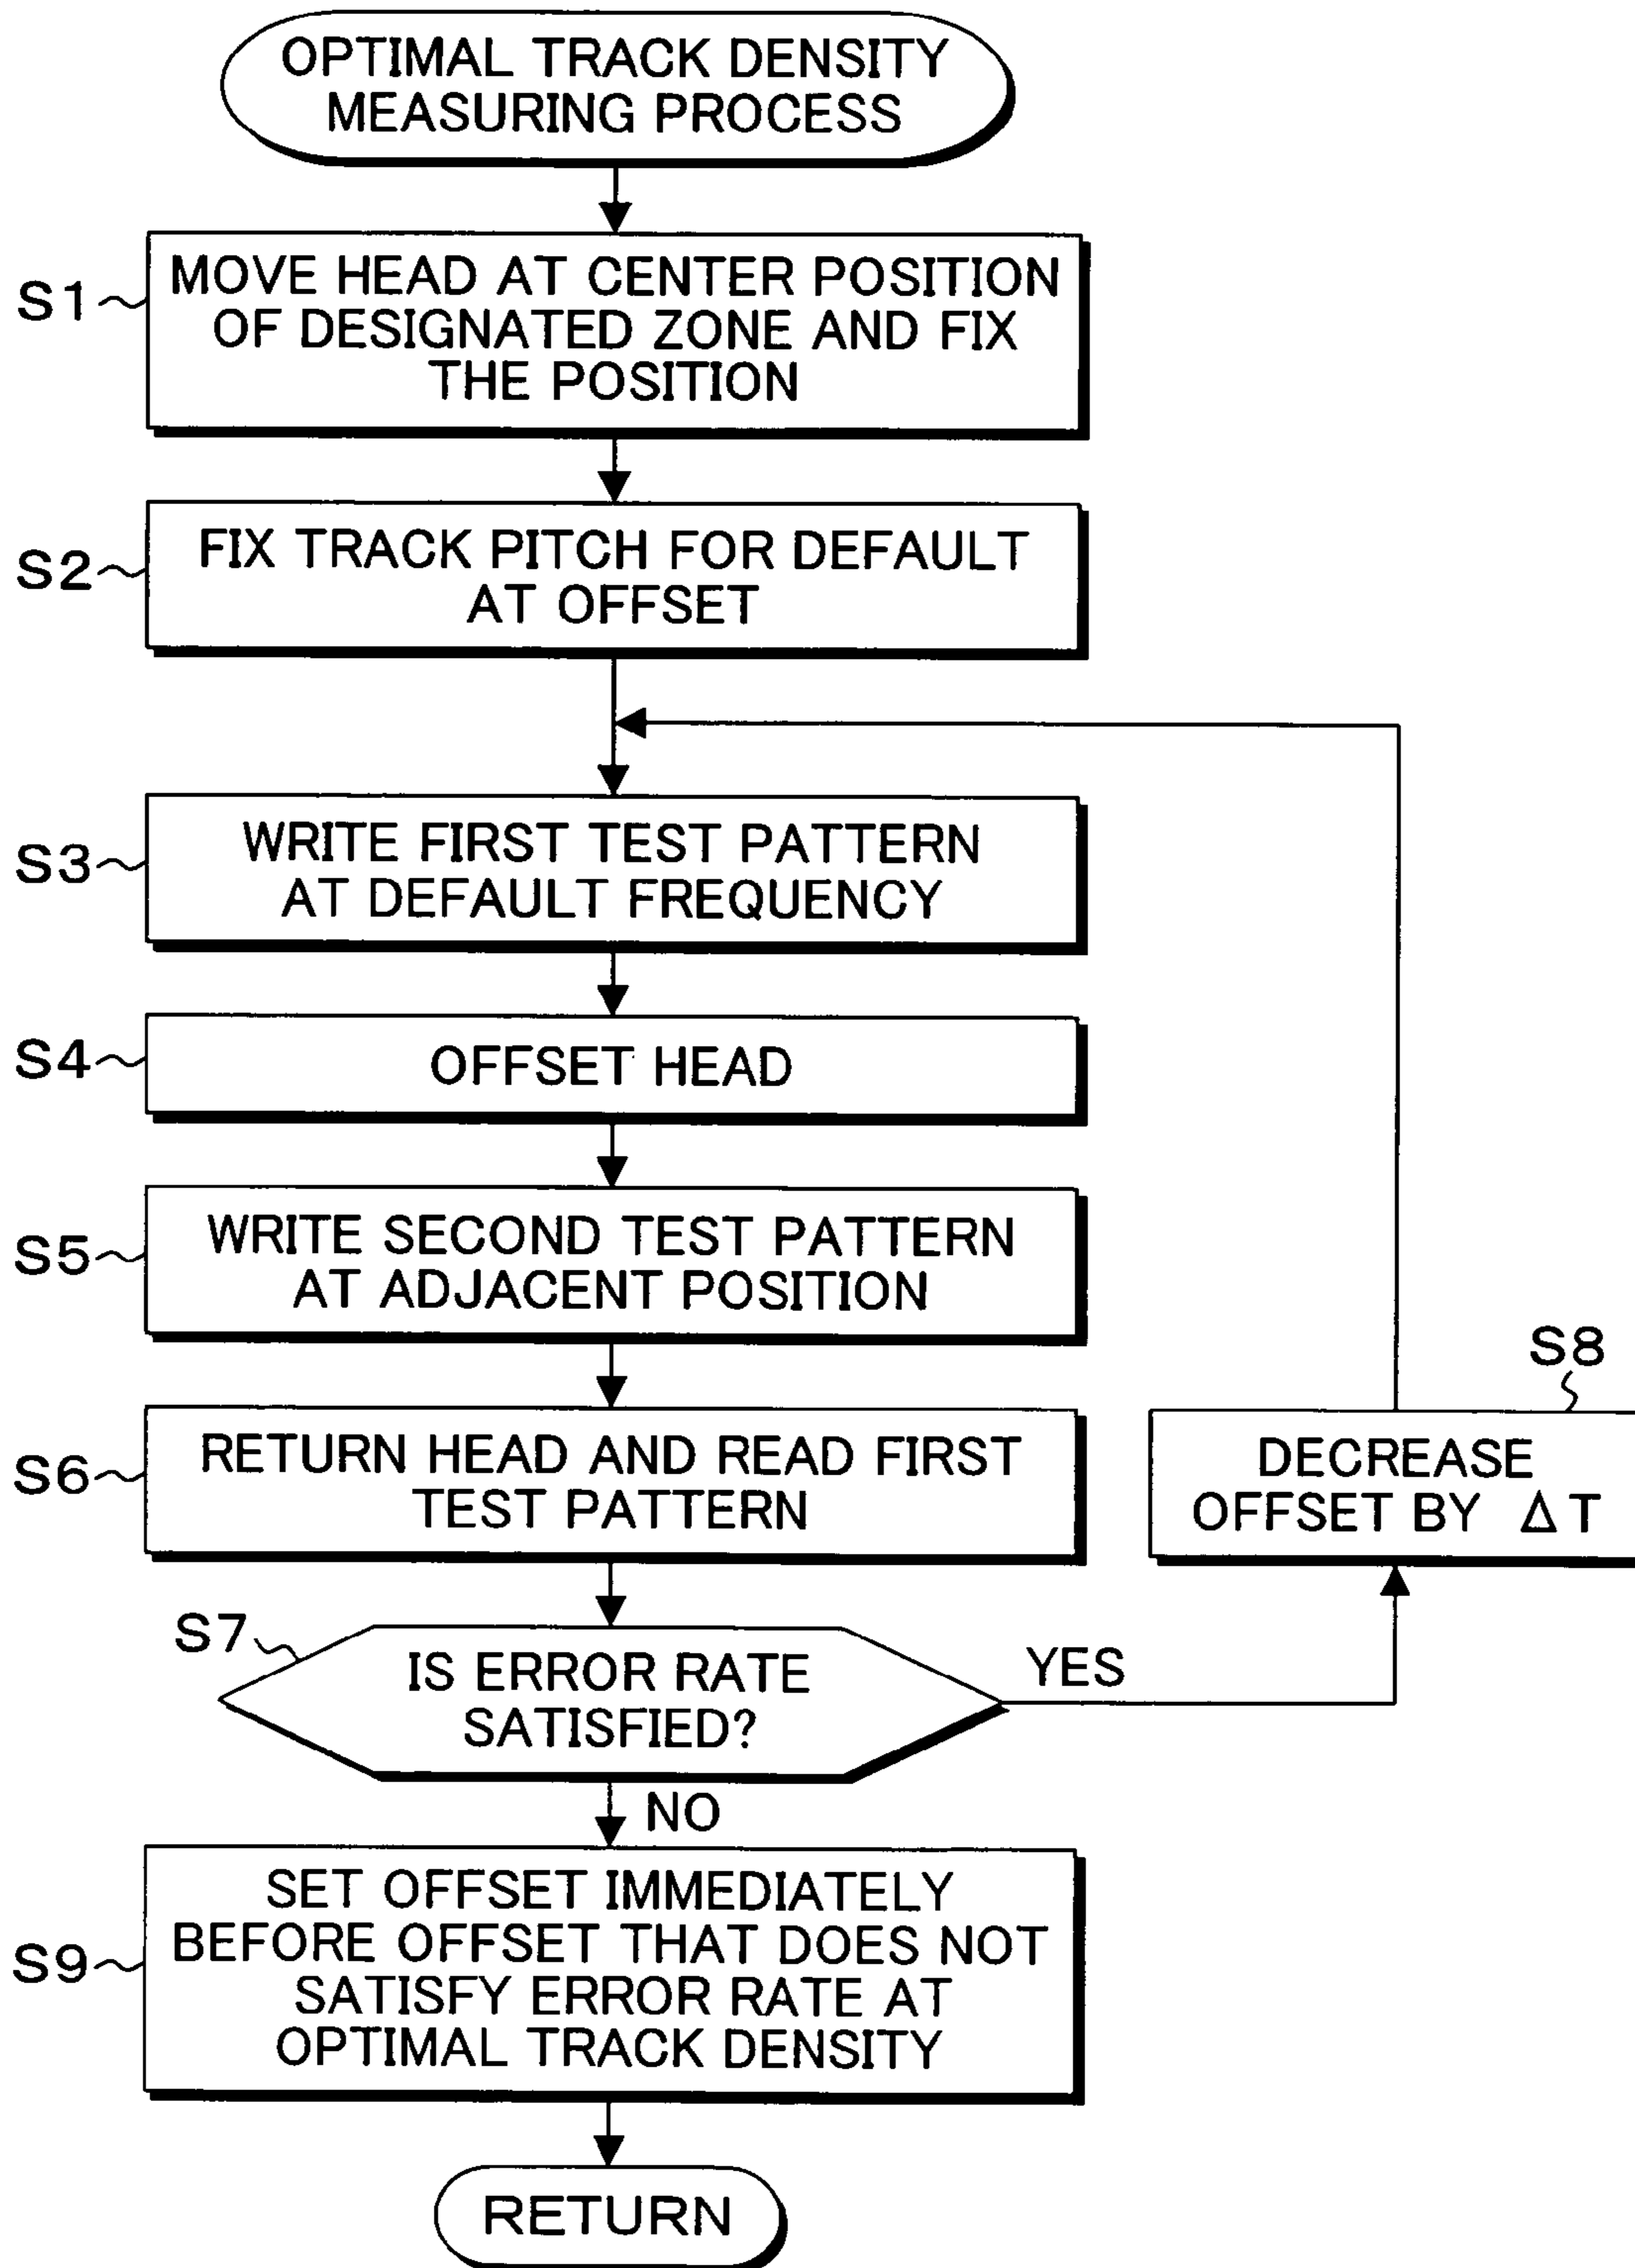 OPTIMAL TRACK DENSITY
MEASURING PROCESS
S1
MOVE HEAD AT CENTER POSITION
OF DESIGNATED ZONE AND FIX
THE POSITION
S2
FIX TRACK PITCH FOR DEFAULT
AT OFFSET
S3
WRITE FIRST TEST PATTERN
AT DEFAULT FREQUENCY
S4
OFFSET HEAD
S5
WRITE SECOND TEST PATTERN
AT ADJACENT POSITION
S6
RETURN HEAD AND READ FIRST
TEST PATTERN
S8
DECREASE
OFFSET BY ΔT
S7
IS ERROR RATE
SATISFIED?
YES
NO
S9
SET OFFSET IMMEDIATELY
BEFORE OFFSET THAT DOES NOT
SATISFY ERROR RATE AT
OPTIMAL TRACK DENSITY
RETURN